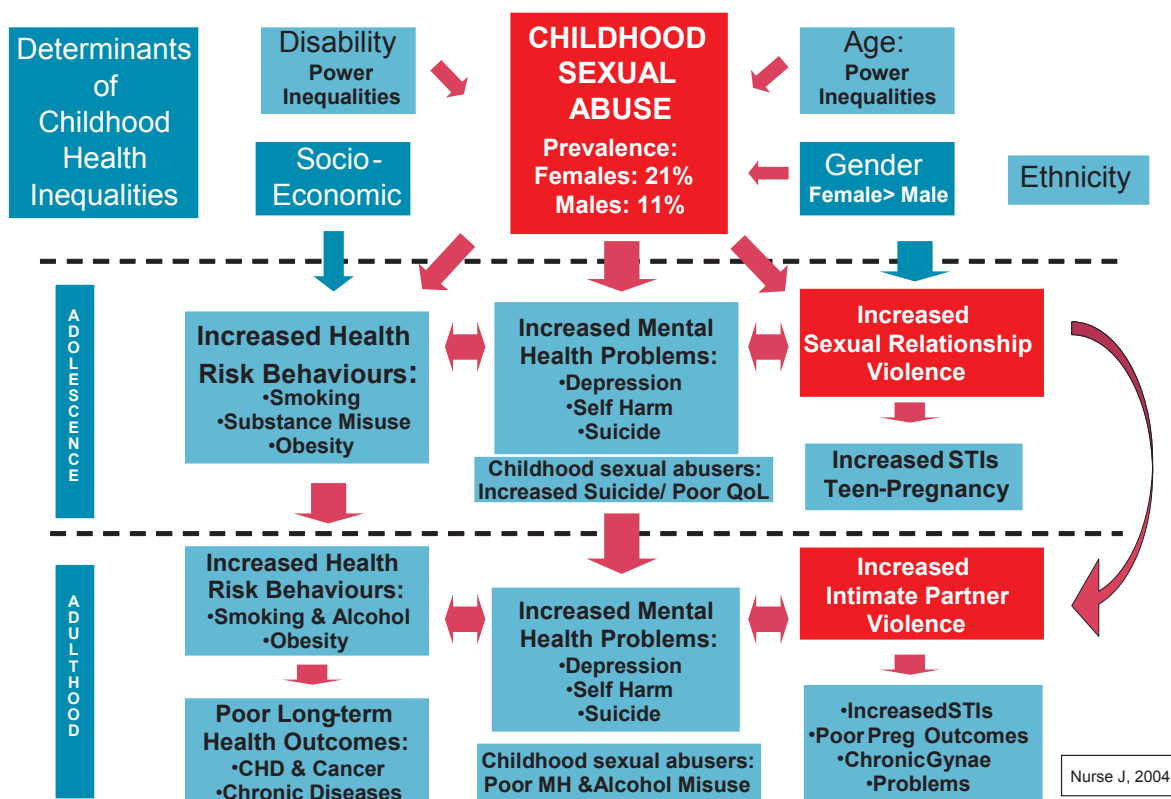 Determinants
of
Childhood
Health
Inequalities
Disability
Power
Inequalities
CHILDHOOD
SEXUAL
ABUSE
Prevalence:
Females: 21%
Males: 11%
Age:
Power
Inequalities
Socio-
Economic
Gender
Female> Male
Ethnicity
ADOLESCENCE
Increased Health
Risk Behaviours:
•Smoking
•Substance Misuse
•Obesity
Increased Mental
Health Problems:
•Depression
•Self Harm
•Suicide
Childhood sexual abusers:
Increased Suicide/ Poor QoL
Increased
Sexual Relationship
Violence
Increased STIs
Teen-Pregnancy
ADULTHOOD
Increased Health
Risk Behaviours:
•Smoking & Alcohol
•Obesity
Poor Long-term
Health Outcomes:
•CHD & Cancer
•Chronic Diseases
Increased Mental
Health Problems:
•Depression
•Self Harm
•Suicide
Childhood sexual abusers:
Poor MH &Alcohol Misuse
Increased
Intimate Partner
Violence
•IncreasedSTIs
•Poor Preg Outcomes
•ChronicGynae
•Problems
Nurse J, 2004